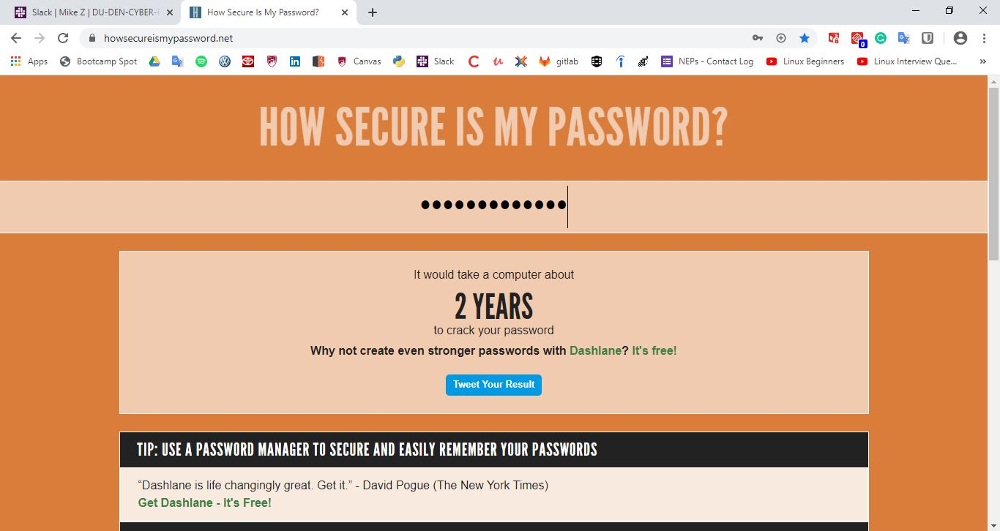 Slack | Mike Z | DU-DEN-CYBER-
How Secure Is My Password?
howsecureismypassword.net
0
Apps
Bootcamp Spot
Canvas
Slack
gitlab
NEPs - Contact Log
Linux Beginners
Linux Interview Que...
HOW SECURE IS MY PASSWORD?
●●●●●●●●●●●●●
It would take a computer about
2 YEARS
to crack your password
Why not create even stronger passwords with Dashlane? It's free!
Tweet Your Result
TIP: USE A PASSWORD MANAGER TO SECURE AND EASILY REMEMBER YOUR PASSWORDS
“Dashlane is life changingly great. Get it.” - David Pogue (The New York Times)
Get Dashlane - It's Free!